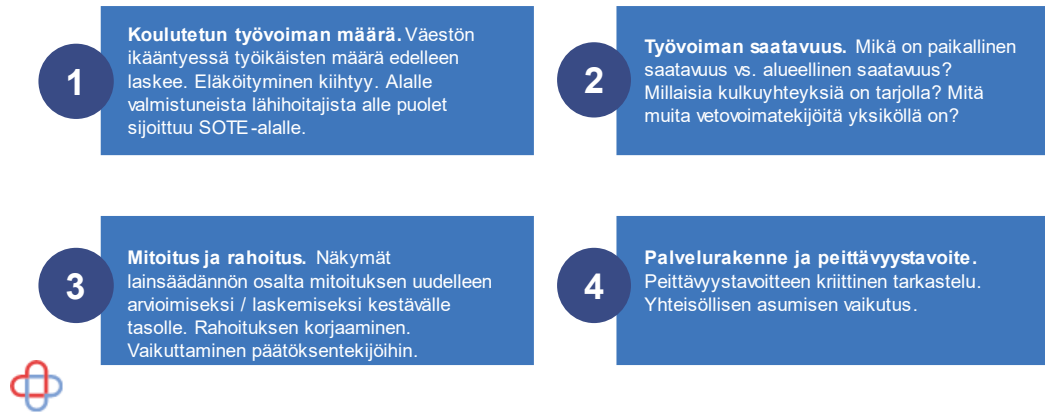 1
Koulutetun työvoiman määrä. Väestön
ikääntyessä työikäisten määrä edelleen
laskee. Eläköityminen kiihtyy. Alalle
valmistuneista lähihoitajista alle puolet
sijoittuu SOTE-alalle.
2
Työvoiman saatavuus. Mikä on paikallinen
saatavuus vs. alueellinen saatavuus?
Millaisia kulkuyhteyksiä on tarjolla? Mitä
muita vetovoimatekijöitä yksiköllä on?
3
Mitoitus ja rahoitus. Näkymät
lainsäädännön osalta mitoituksen uudelleen
arvioimiseksi / laskemiseksi kestävälle
tasolle. Rahoituksen korjaaminen.
Vaikuttaminen päätöksentekijöihin.
4
Palvelurakenne ja peittävyystavoite.
Peittävyystavoitteen kriittinen tarkastelu.
Yhteisöllisen asumisen vaikutus.